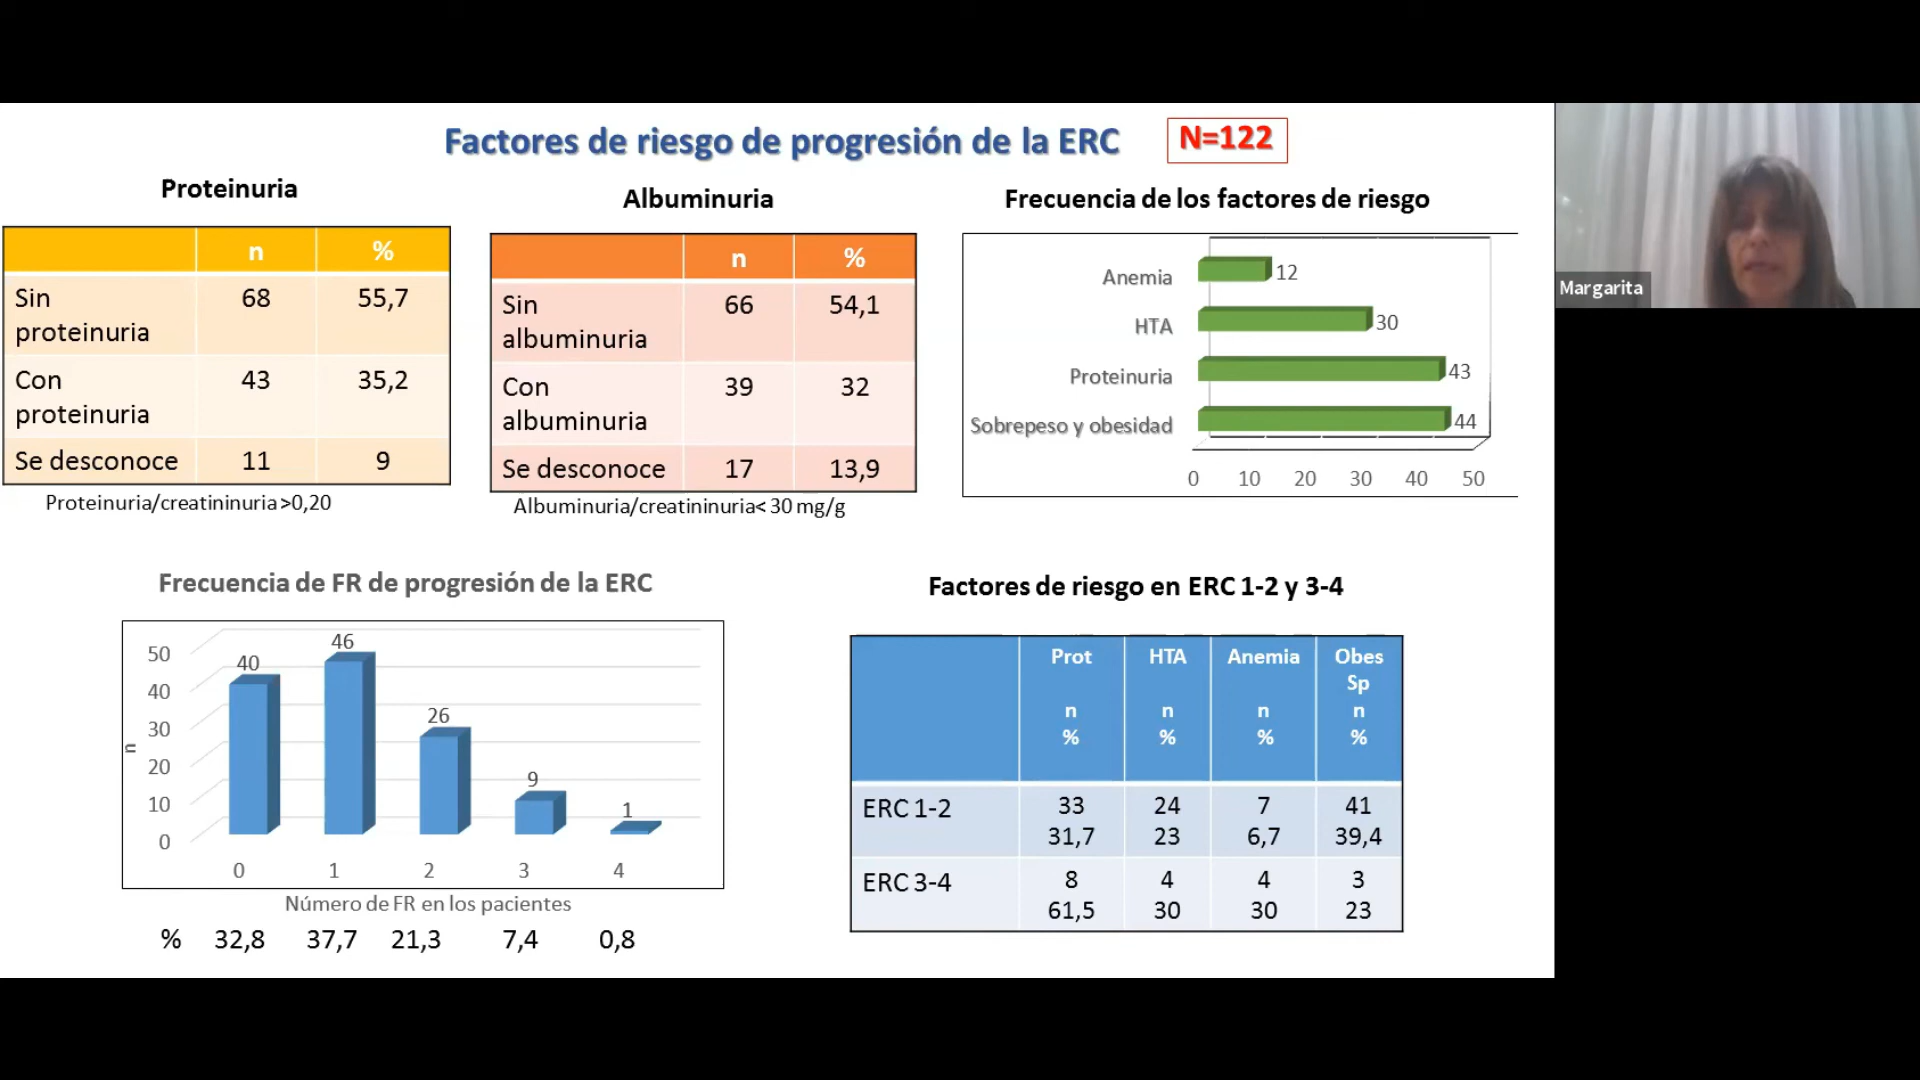 Factores de riesgo de progresión de la ERC
N=122
Proteinuria
n %
Sin proteinuria 68 55,7
Con proteinuria 43 35,2
Se desconoce 11 9
Proteinuria/creatininuria >0,20
Albuminuria
n %
Sin albuminuria 66 54,1
Con albuminuria 39 32
Se desconoce 17 13,9
Albuminuria/creatininuria< 30 mg/g
Frecuencia de los factores de riesgo
Anemia 12
HTA 30
Proteinuria 43
Sobrepeso y obesidad 44
0 10 20 30 40 50
Margarita
Frecuencia de FR de progresión de la ERC
50
40
30
20
10
0
n
40 46 26 9 1
0 1 2 3 4
Número de FR en los pacientes
% 32,8 37,7 21,3 7,4 0,8
Factores de riesgo en ERC 1-2 y 3-4
Prot HTA Anemia Obes
Sp
n n n n
% % % %
ERC 1-2 33 24 7 41
31,7 23 6,7 39,4
ERC 3-4 8 4 4 3
61,5 30 30 23